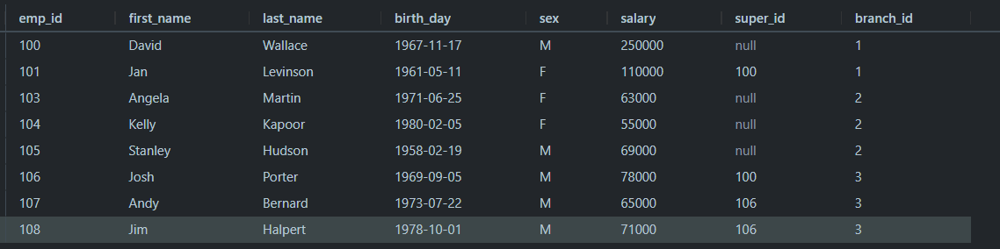 emp_id first_name last_name birth_day sex salary super_id branch_id
100 David Wallace 1967-11-17 M 250000 null 1
101 Jan Levinson 1961-05-11 F 110000 100 1
103 Angela Martin 1971-06-25 F 63000 null 2
104 Kelly Kapoor 1980-02-05 F 55000 null 2
105 Stanley Hudson 1958-02-19 M 69000 null 2
106 Josh Porter 1969-09-05 M 78000 100 3
107 Andy Bernard 1973-07-22 M 65000 106 3
108 Jim Halpert 1978-10-01 M 71000 106 3